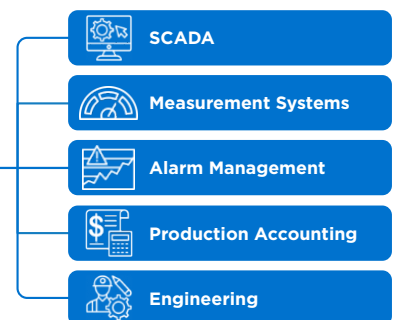 SCADA
Measurement Systems
Alarm Management
$
Production Accounting
Engineering